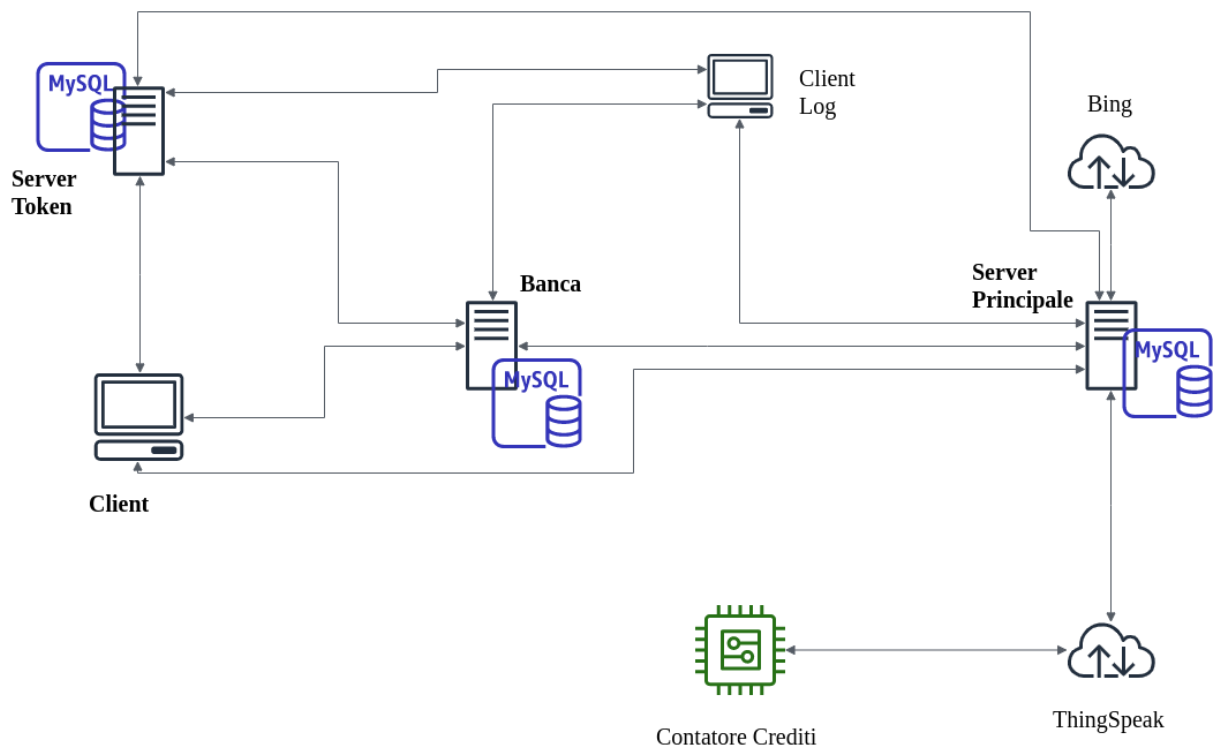 MySQL
Client
Log
Bing
Server
Token
Banca
Server
Principale
MySQL
MySQL
Client
ThingSpeak
Contatore Crediti